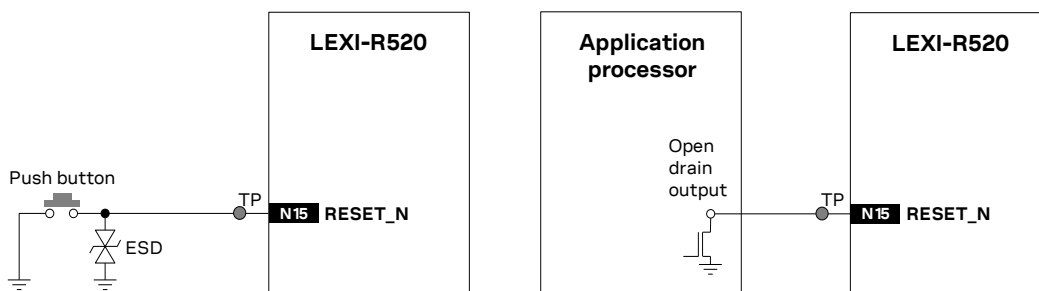 LEXI-R520
Push button
TP
N15 RESET_N
ESD
Application
processor
Open
drain
output
LEXI-R520
TP
N15 RESET_N